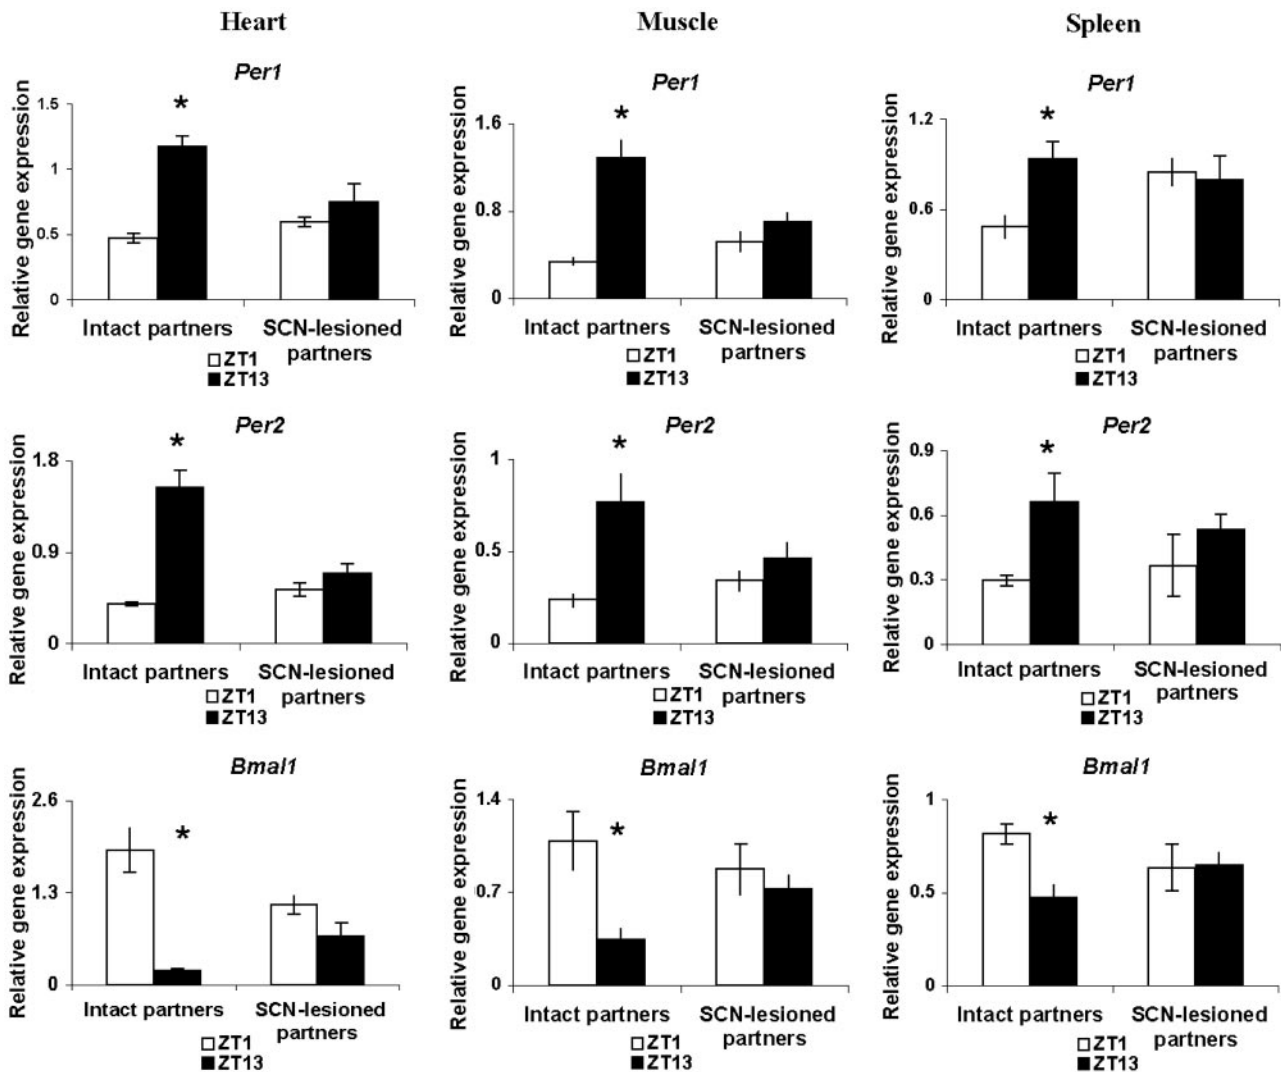 Heart
Muscle
Spleen
Per1
*
Relative gene expression
1.5
1
0.5
0
Intact partners
SCN-lesioned
partners
ZT1
ZT13
Per1
*
Relative gene expression
1.6
0.8
0
Intact partners
SCN-lesioned
partners
ZT1
ZT13
Per1
*
Relative gene expression
1.2
0.6
0
Intact partners
SCN-lesioned
partners
ZT1
ZT13
Per2
*
Relative gene expression
1.8
0.9
0
Intact partners
SCN-lesioned
partners
ZT1
ZT13
Per2
*
Relative gene expression
1
0.5
0
Intact partners
SCN-lesioned
partners
ZT1
ZT13
Per2
*
Relative gene expression
0.9
0.6
0.3
0
Intact partners
SCN-lesioned
partners
ZT1
ZT13
Bmal1
*
Relative gene expression
2.6
1.3
0
Intact partners
SCN-lesioned
partners
ZT1
ZT13
Bmal1
*
Relative gene expression
1.4
0.7
0
Intact partners
SCN-lesioned
partners
ZT1
ZT13
Bmal1
*
Relative gene expression
1
0.5
0
Intact partners
SCN-lesioned
partners
ZT1
ZT13